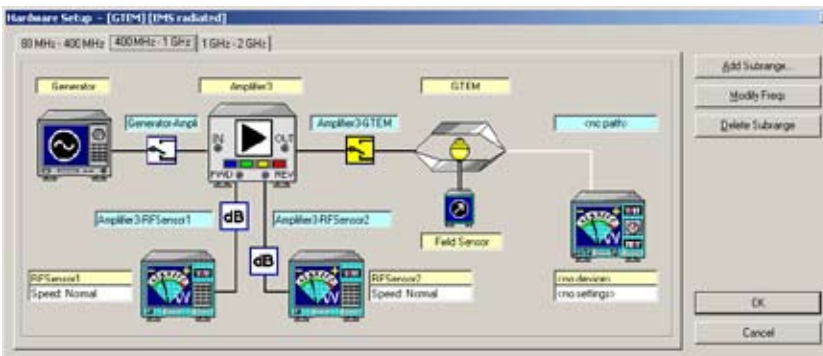 Hardware Setup - [GTEM] [EMS radiated]
80 MHz - 400 MHz
400 MHz - 1 GHz
1 GHz - 2 GHz
Add Subrange...
Modify Freqs
Delete Subrange
Generator
Amplifier3
GTEM
Generator-Ampli
Amplifier3-GTEM
<no path>
IN
OUT
FWD
REV
Amplifier3-RFSensor1
dB
Amplifier3-RFSensor2
dB
Field Sensor
RFSensor1
Speed: Normal
RFSensor2
Speed: Normal
<no device>
<no settings>
OK
Cancel